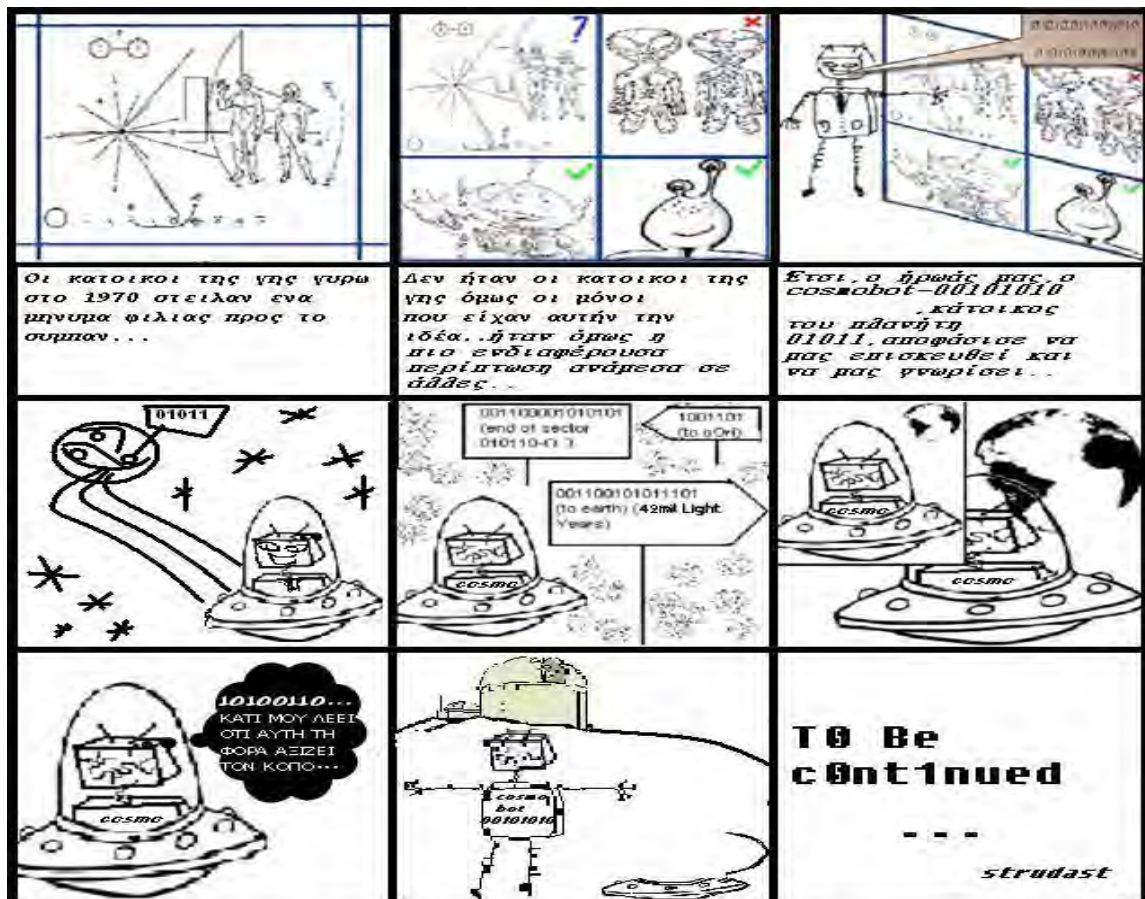 ?
Οι κατοικοι της γης γυρω
στο 1970 στειλαν ενα
μηνυμα φιλιας προς το
συμπαν...
Δεν ήταν οι κατοικοι της
γης όμως οι μόνοι
που είχαν αυτήν την
ιδέα..ήταν όμως η
πιο ενδιαφέρουσα
περίπτωση ανάμεσα σε
άλλες..
Ετσι,ο ήρωάς μας,ο
cosmobot-00101010
,κάτοικος
του πλανήτη
01011,αποφάσισε να
μας επισκευθεί και
να μας γνωρίσει..
01011
0011000001010101
(end of sector
1001101
001100101011101
(to earth) (42mil Light
Years)
cosmo
cosmo
cosmo
10100110...
ΚΑΤΙ ΜΟΥ ΛΕΕΙ
ΟΤΙ ΑΥΤΗ ΤΗ
ΦΟΡΑ ΑΞΙΖΕΙ
ΤΟΝ ΚΟΠΟ...
cosmo
cosmo
bot
00101010
T0 Be
c0nt1nued
---
strudast